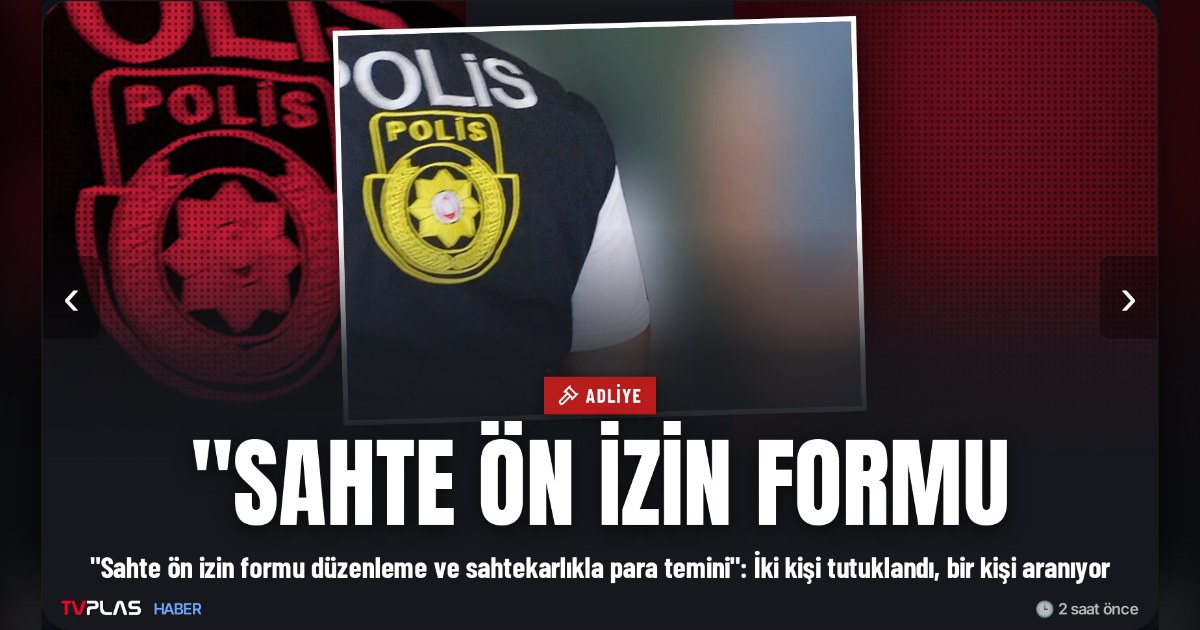 OLİS
POLİS
POLİS
POLİS
ADLİYE
"SAHTE ÖN İZİN FORMU
"Sahte ön izin formu düzenleme ve sahtekarlıkla para temini": İki kişi tutuklandı, bir kişi aranıyor
TVPLAS HABER
2 saat önce